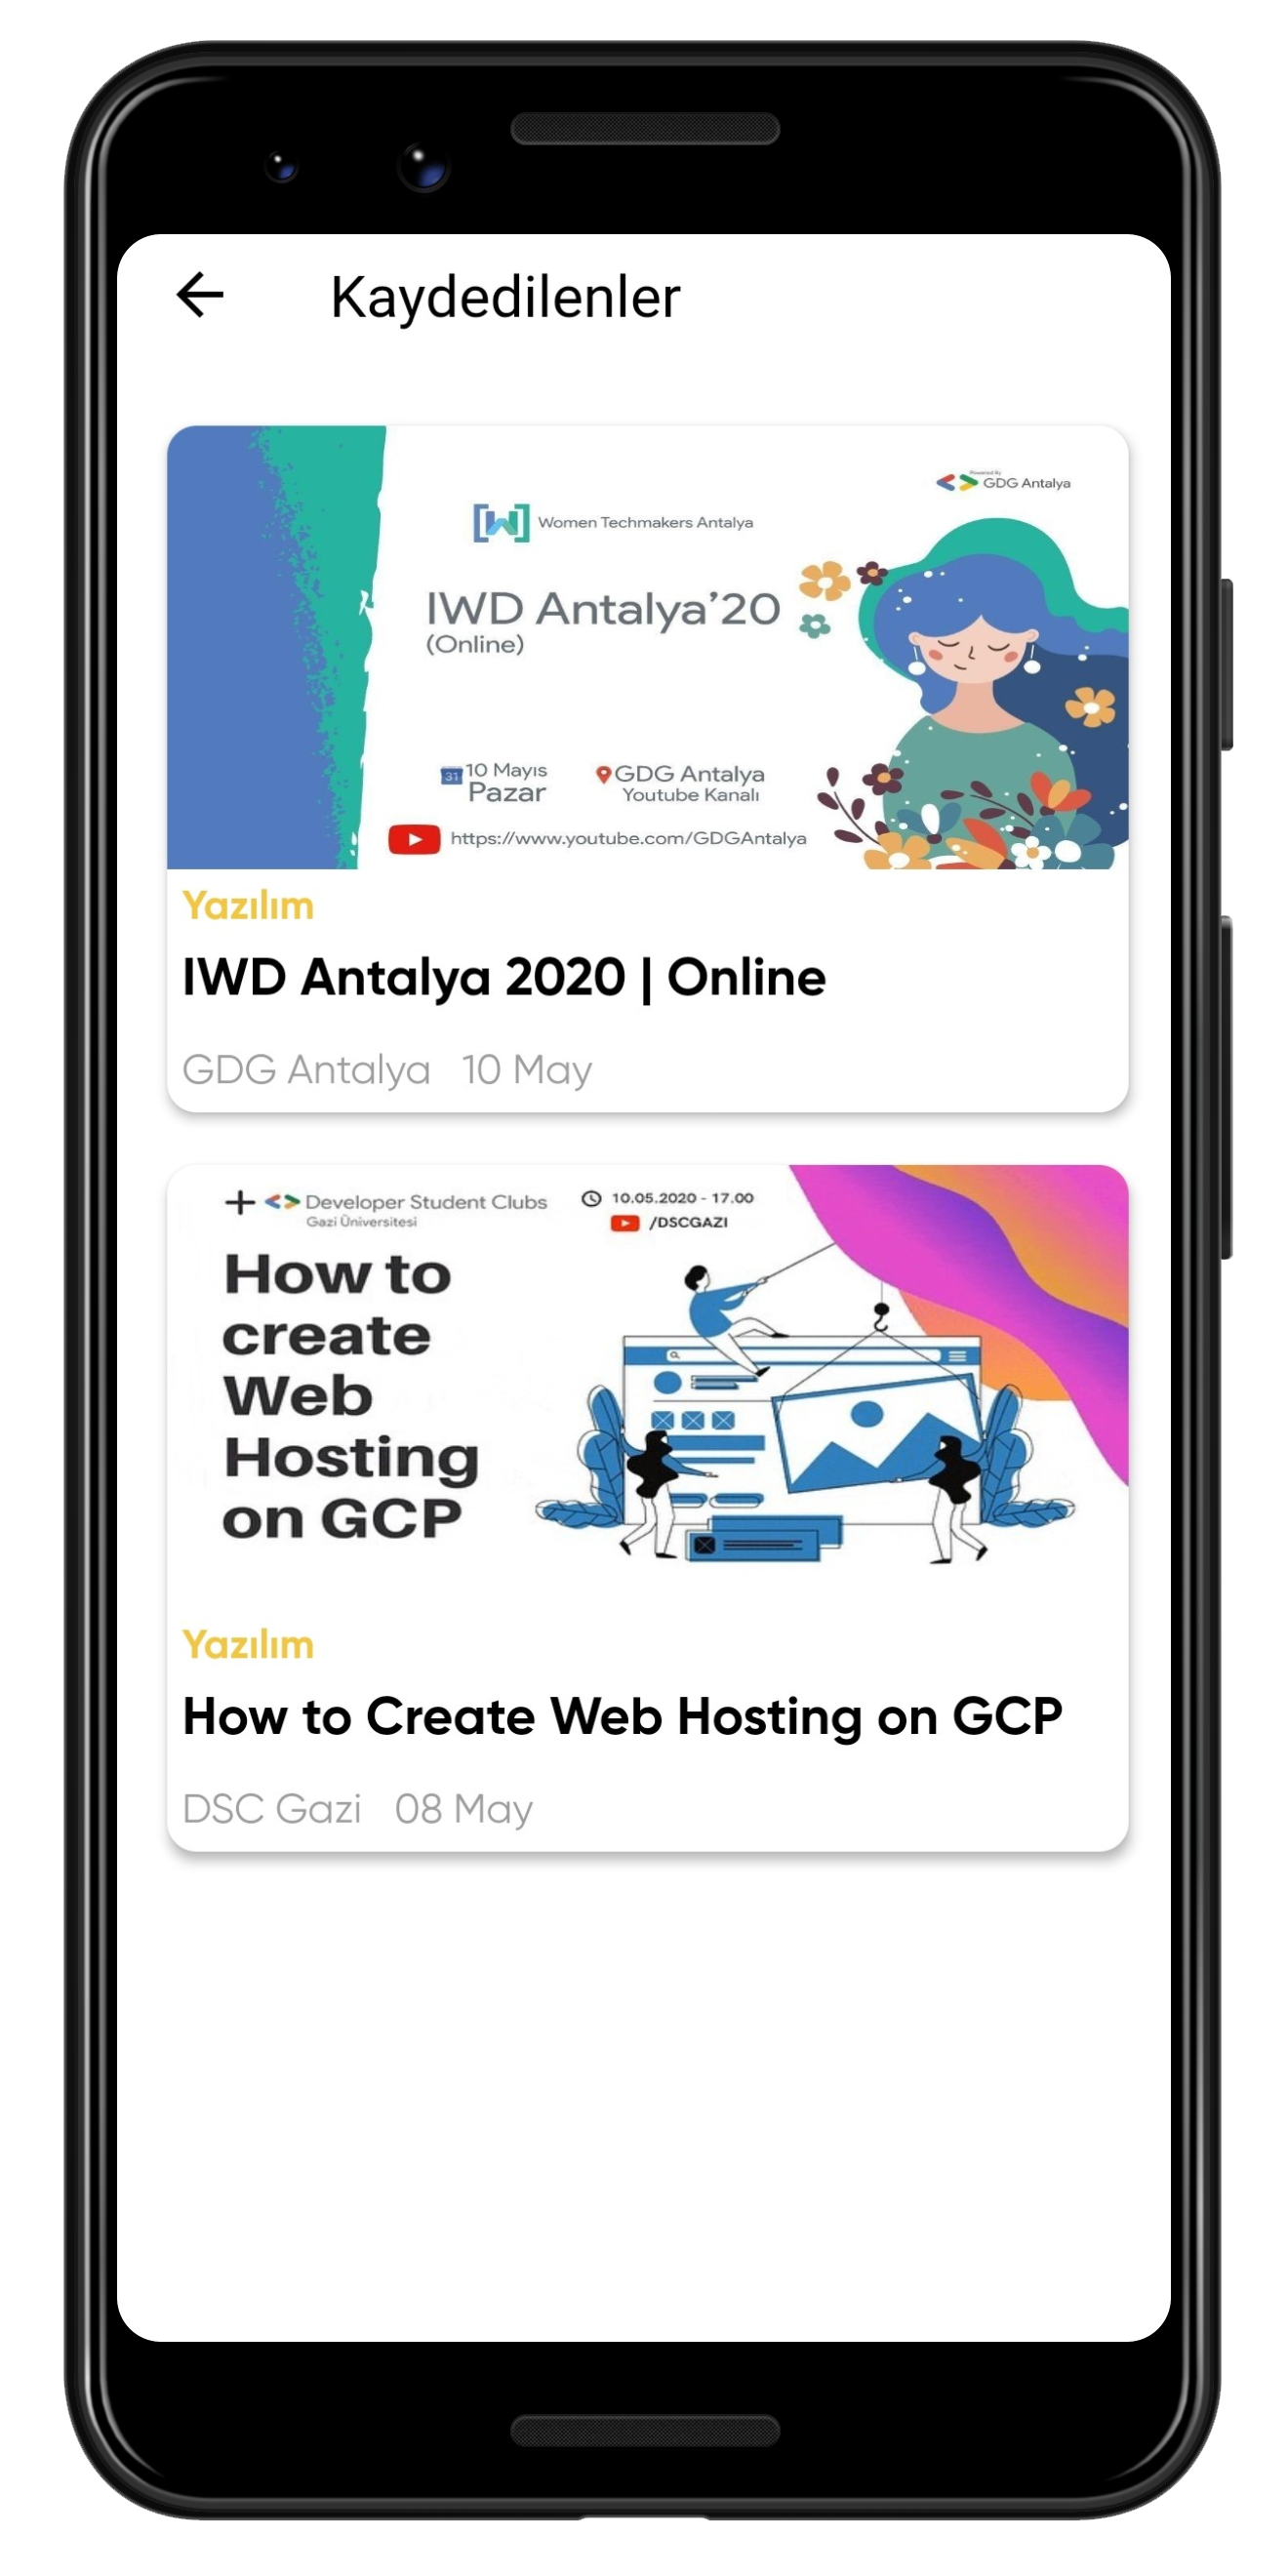 Kaydedilenler
Powered By
GDG Antalya
Women Techmakers Antalya
IWD Antalya’20
(Online)
31
10 Mayıs
Pazar
GDG Antalya
Youtube Kanalı
https://www.youtube.com/GDGAntalya
Yazılım
IWD Antalya 2020 | Online
GDG Antalya 10 May
Developer Student Clubs
Gazi Üniversitesi
10.05.2020 - 17.00
/DSCGAZI
How to
create
Web
Hosting
on GCP
Yazılım
How to Create Web Hosting on GCP
DSC Gazi 08 May